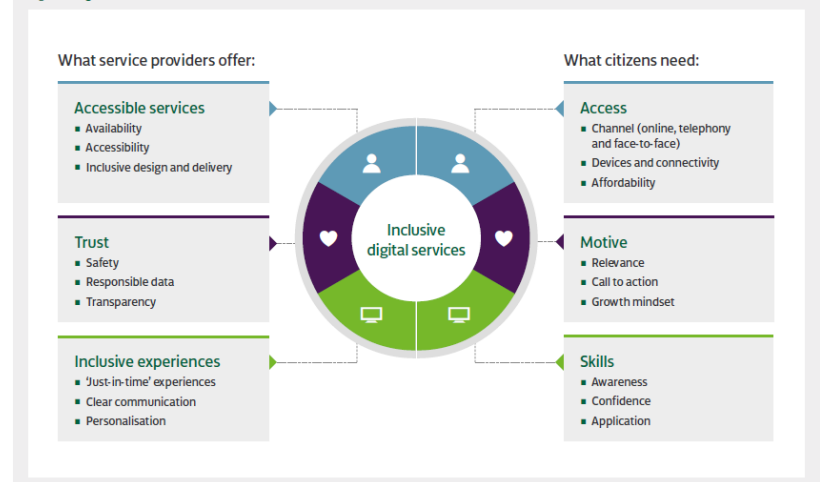 What service providers offer:
Accessible services
Availability
Accessibility
Inclusive design and delivery
Trust
Safety
Responsible data
Transparency
Inclusive experiences
‘Just-in-time’ experiences
Clear communication
Personalisation
Inclusive
digital services
What citizens need:
Access
Channel (online, telephony
and face-to-face)
Devices and connectivity
Affordability
Motive
Relevance
Call to action
Growth mindset
Skills
Awareness
Confidence
Application